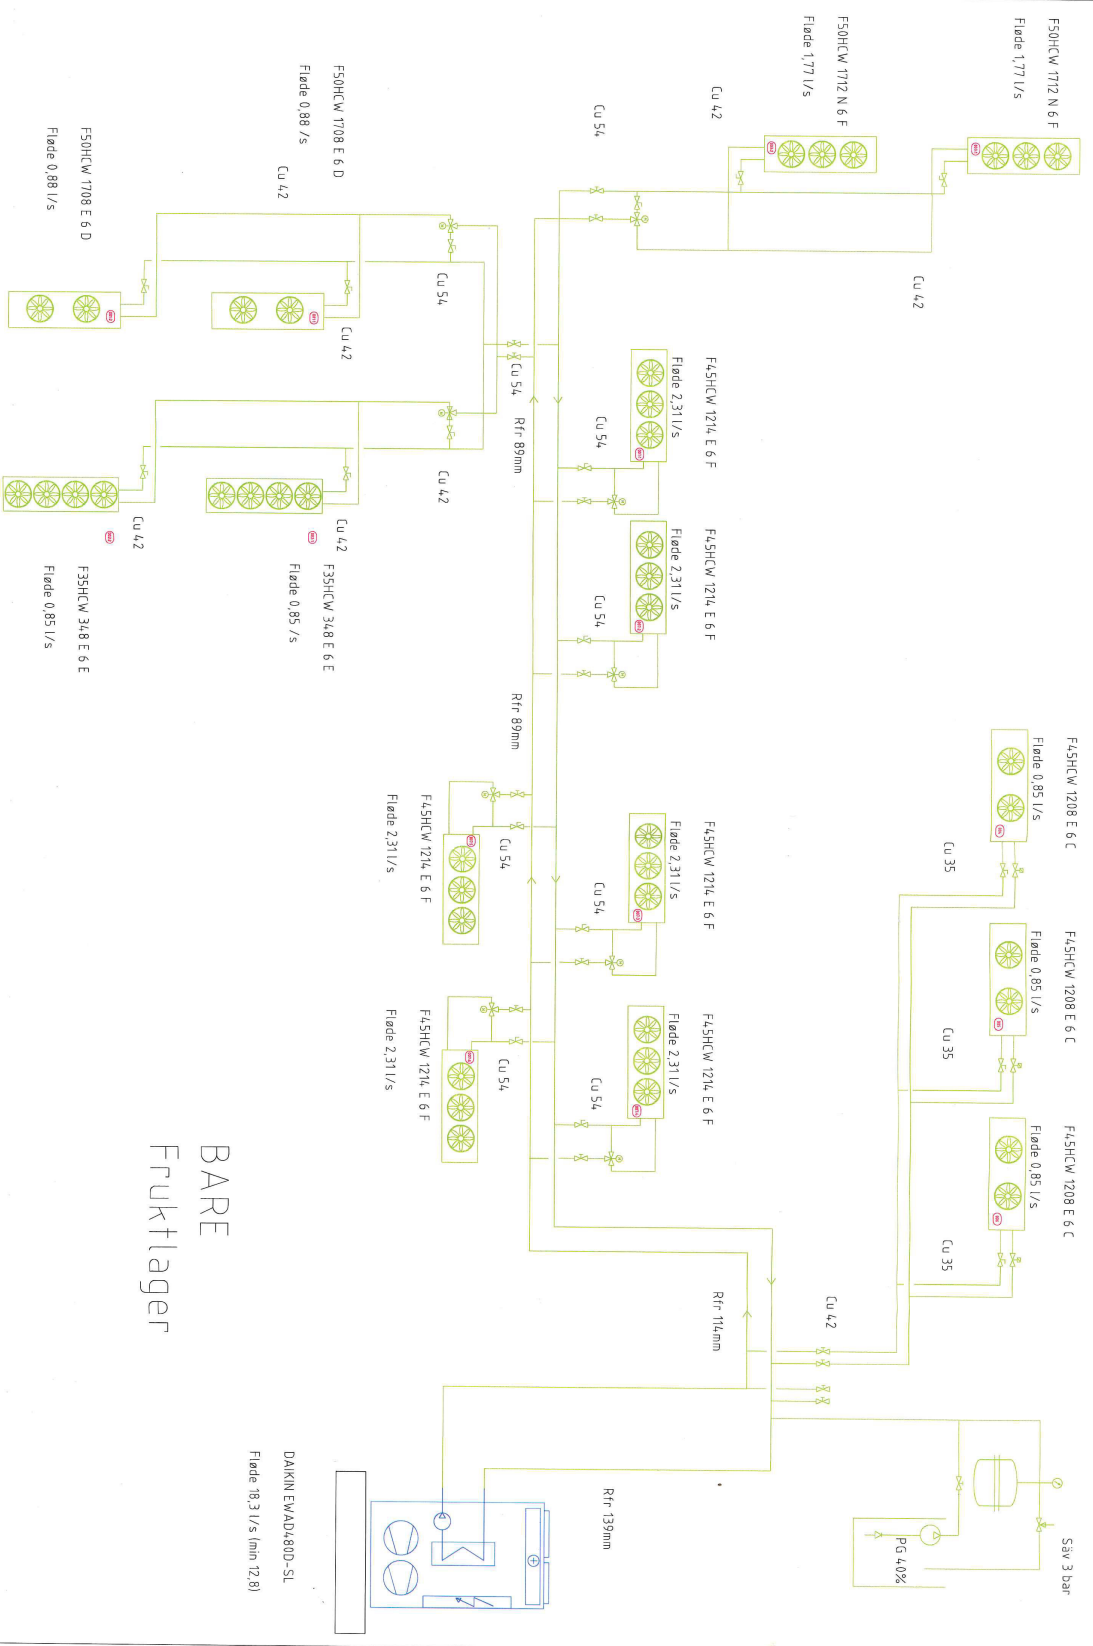 F50HCW 1712 N 6 F
Fløde 1,77 l/s
F50HCW 1712 N 6 F
Fløde 1,77 l/s
Cu 42
Cu 54
Cu 42
F50HCW 1708 E 6 D
Fløde 0,88 /s
Cu 42
F50HCW 1708 E 6 D
Fløde 0,88 l/s
Cu 54
Cu 42
Cu 54
Rfr 89mm
Cu 42
Cu 42
Cu 42
F35HCW 348 E 6 E
Fløde 0,85 /s
F35HCW 348 E 6 E
Fløde 0,85 l/s
F45HCW 1214 E 6 F
Fløde 2,31 l/s
Cu 54
F45HCW 1214 E 6 F
Fløde 2,31 l/s
Cu 54
Rfr 89mm
F45HCW 1214 E 6 F
Fløde 2,31 l/s
Cu 54
F45HCW 1214 E 6 F
Fløde 2,31 l/s
Cu 54
F45HCW 1214 E 6 F
Fløde 2,31 l/s
Cu 54
F45HCW 1214 E 6 F
Fløde 2,31 l/s
Cu 54
F45HCW 1208 E 6 C
Fløde 0,85 l/s
Cu 35
F45HCW 1208 E 6 C
Fløde 0,85 l/s
Cu 35
F45HCW 1208 E 6 C
Fløde 0,85 l/s
Cu 35
Cu 42
Rfr 114mm
Rfr 139mm
Säv 3 bar
PG 40%
DAIKIN EWAD480D-SL
Fløde 18,3 l/s (min 12,8)
BARE
Fruktlager